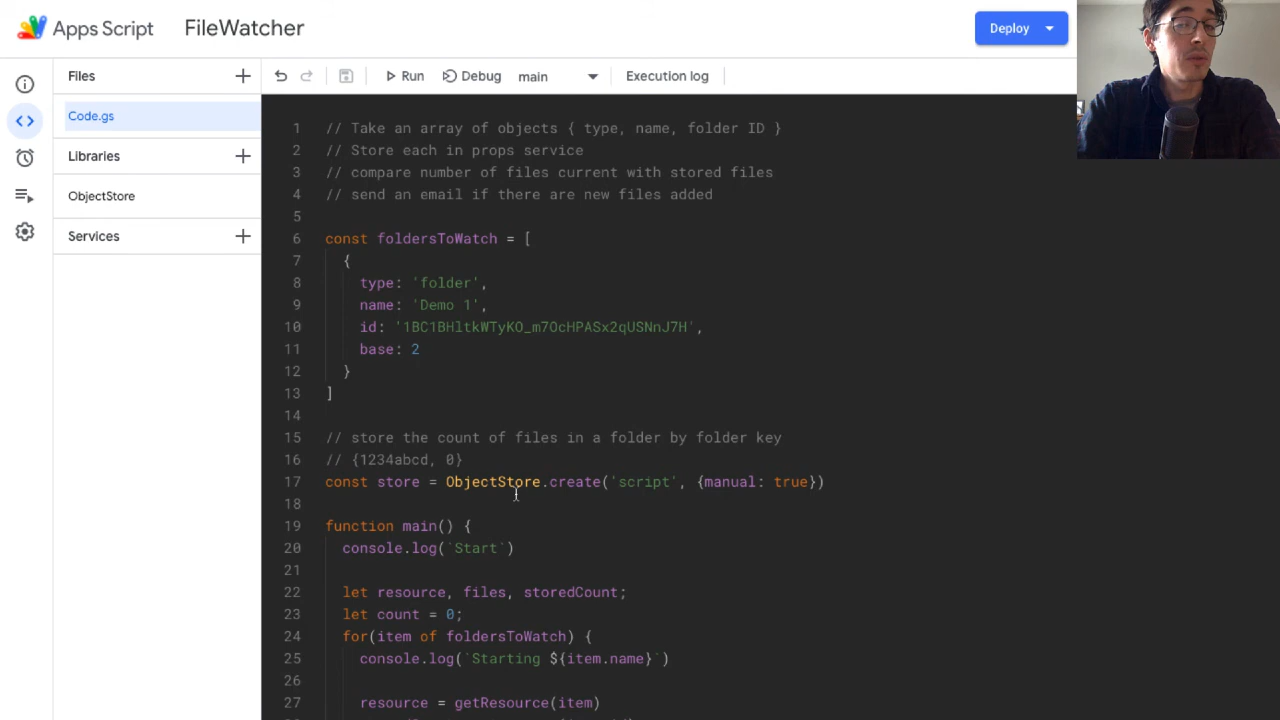 Apps Script
FileWatcher
Deploy
Files
Run
Debug
main
Execution log
Code.gs
Libraries
ObjectStore
Services
1 // Take an array of objects { type, name, folder ID }
2 // Store each in props service
3 // compare number of files current with stored files
4 // send an email if there are new files added
5
6 const foldersToWatch = [
7 {
8 type: 'folder',
9 name: 'Demo 1',
10 id: '1BC1BHltkWTyKO_m7OcHPASx2qUSNnJ7H',
11 base: 2
12 }
13 ]
14
15 // store the count of files in a folder by folder key
16 // {1234abcd, 0}
17 const store = ObjectStore.create('script', {manual: true})
18
19 function main() {
20 console.log(`Start`)
21
22 let resource, files, storedCount;
23 let count = 0;
24 for(item of foldersToWatch) {
25 console.log(`Starting ${item.name}`)
26
27 resource = getResource(item)